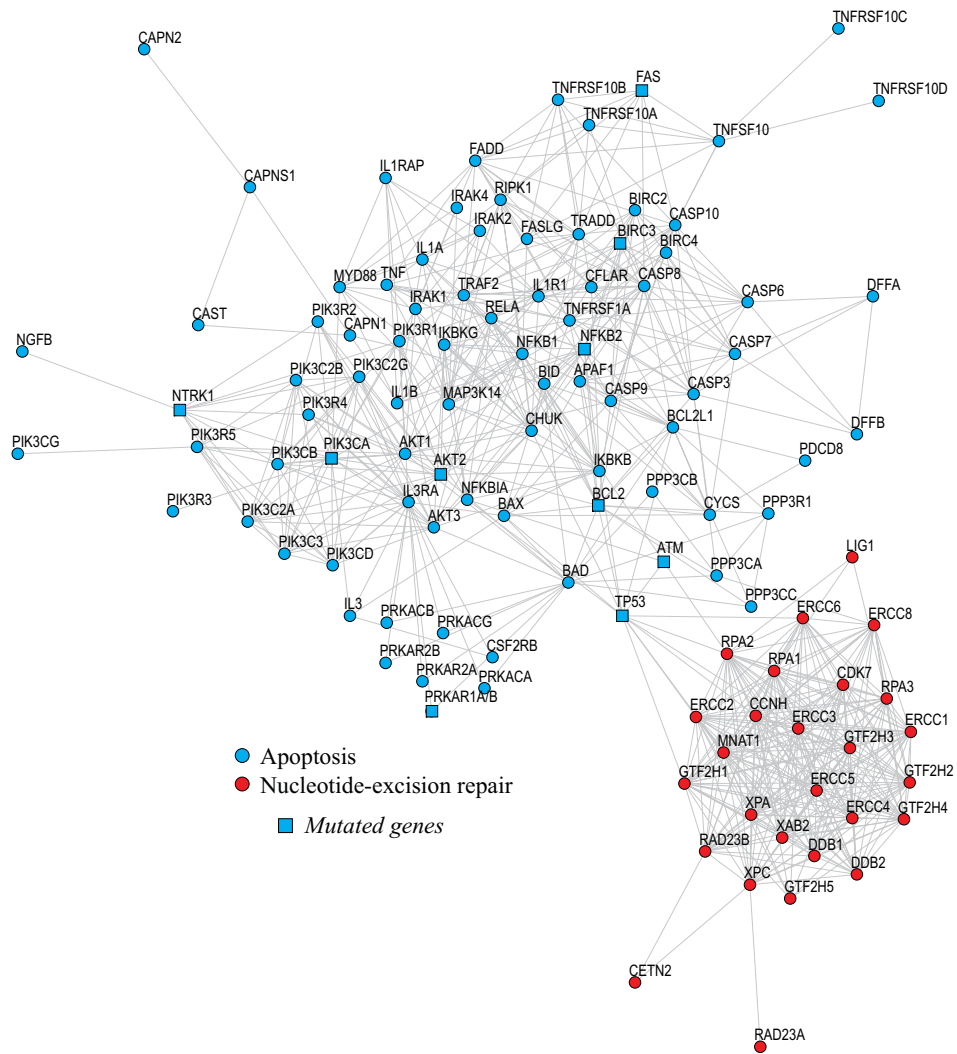 TNFRSF10C
CAPN2
FAS
TNFRSF10B
TNFRSF10D
TNFRSF10A
TNFSF10
FADD
IL1RAP
CAPNS1
IRAK4
RIPK1
BIRC2
CASP10
IRAK2
FASLG
TRADD
BIRC3
BIRC4
IL1A
MYD88
TNF
TRAF2
IL1R1
CFLAR
CASP8
DFFA
CASP6
IRAK1
RELA
TNFRSF1A
CAST
PIK3R2
CAPN1
PIK3R1
IKBKG
NGFB
NFKB1
NFKB2
CASP7
PIK3C2B
PIK3C2G
BID
APAF1
NTRK1
IL1B
MAP3K14
CASP9
CASP3
PIK3R4
CHUK
BCL2L1
DFFB
PIK3CG
PIK3R5
PIK3CB
PIK3CA
AKT1
PDCD8
AKT2
IKBKB
PIK3R3
IL3RA
NFKBIA
BCL2
PPP3CB
PIK3C2A
BAX
CYCS
PPP3R1
AKT3
PIK3C3
PIK3CD
ATM
LIG1
BAD
PPP3CA
PPP3CC
IL3
PRKACB
TP53
ERCC6
ERCC8
PRKACG
RPA2
PRKAR2B
CSF2RB
RPA1
CDK7
PRKAR2A
PRKACA
RPA3
PRKAR1A/B
ERCC2
CCNH
ERCC3
ERCC1
MNAT1
GTF2H3
Apoptosis
GTF2H1
GTF2H2
Nucleotide-excision repair
ERCC5
XPA
ERCC4
GTF2H4
Mutated genes
XAB2
RAD23B
DDB1
DDB2
XPC
GTF2H5
CETN2
RAD23A